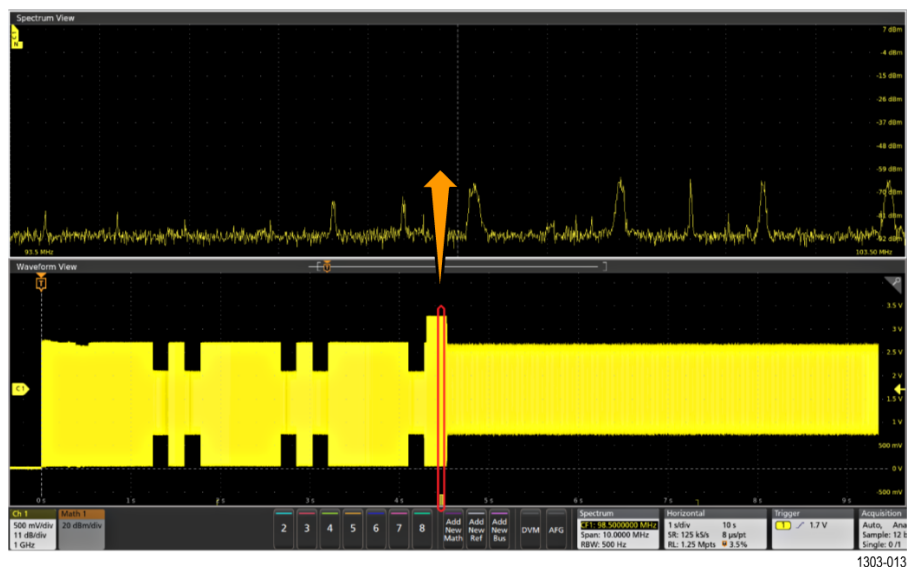 Spectrum View
C1
N
7 dBm
-4 dBm
-15 dBm
-26 dBm
-37 dBm
-48 dBm
-59 dBm
-70 dBm
-81 dBm
-92 dBm
93.5 MHz
103.50 MHz
Waveform View
T
T
3.5 V
3 V
2.5 V
2 V
C1
1.5 V
1 V
500 mV
0 V
-500 mV
0 s
1 s
2 s
3 s
4 s
5 s
6 s
7 s
8 s
9 s
Ch 1
500 mV/div
11 dB/div
1 GHz
Math 1
20 dBm/div
2 3 4 5 6 7 8
Add New Math
Add New Ref
Add New Bus
DVM
AFG
Spectrum
CF1: 98.5000000 MHz
Span: 10.0000 MHz
RBW: 500 Hz
Horizontal
1 s/div 10 s
SR: 125 kS/s 8 µs/pt
RL: 1.25 Mpts 3.5%
Trigger
1 1.7 V
Acquisition
Auto, Ana
Sample: 12 b
Single: 0 /1
1303-013